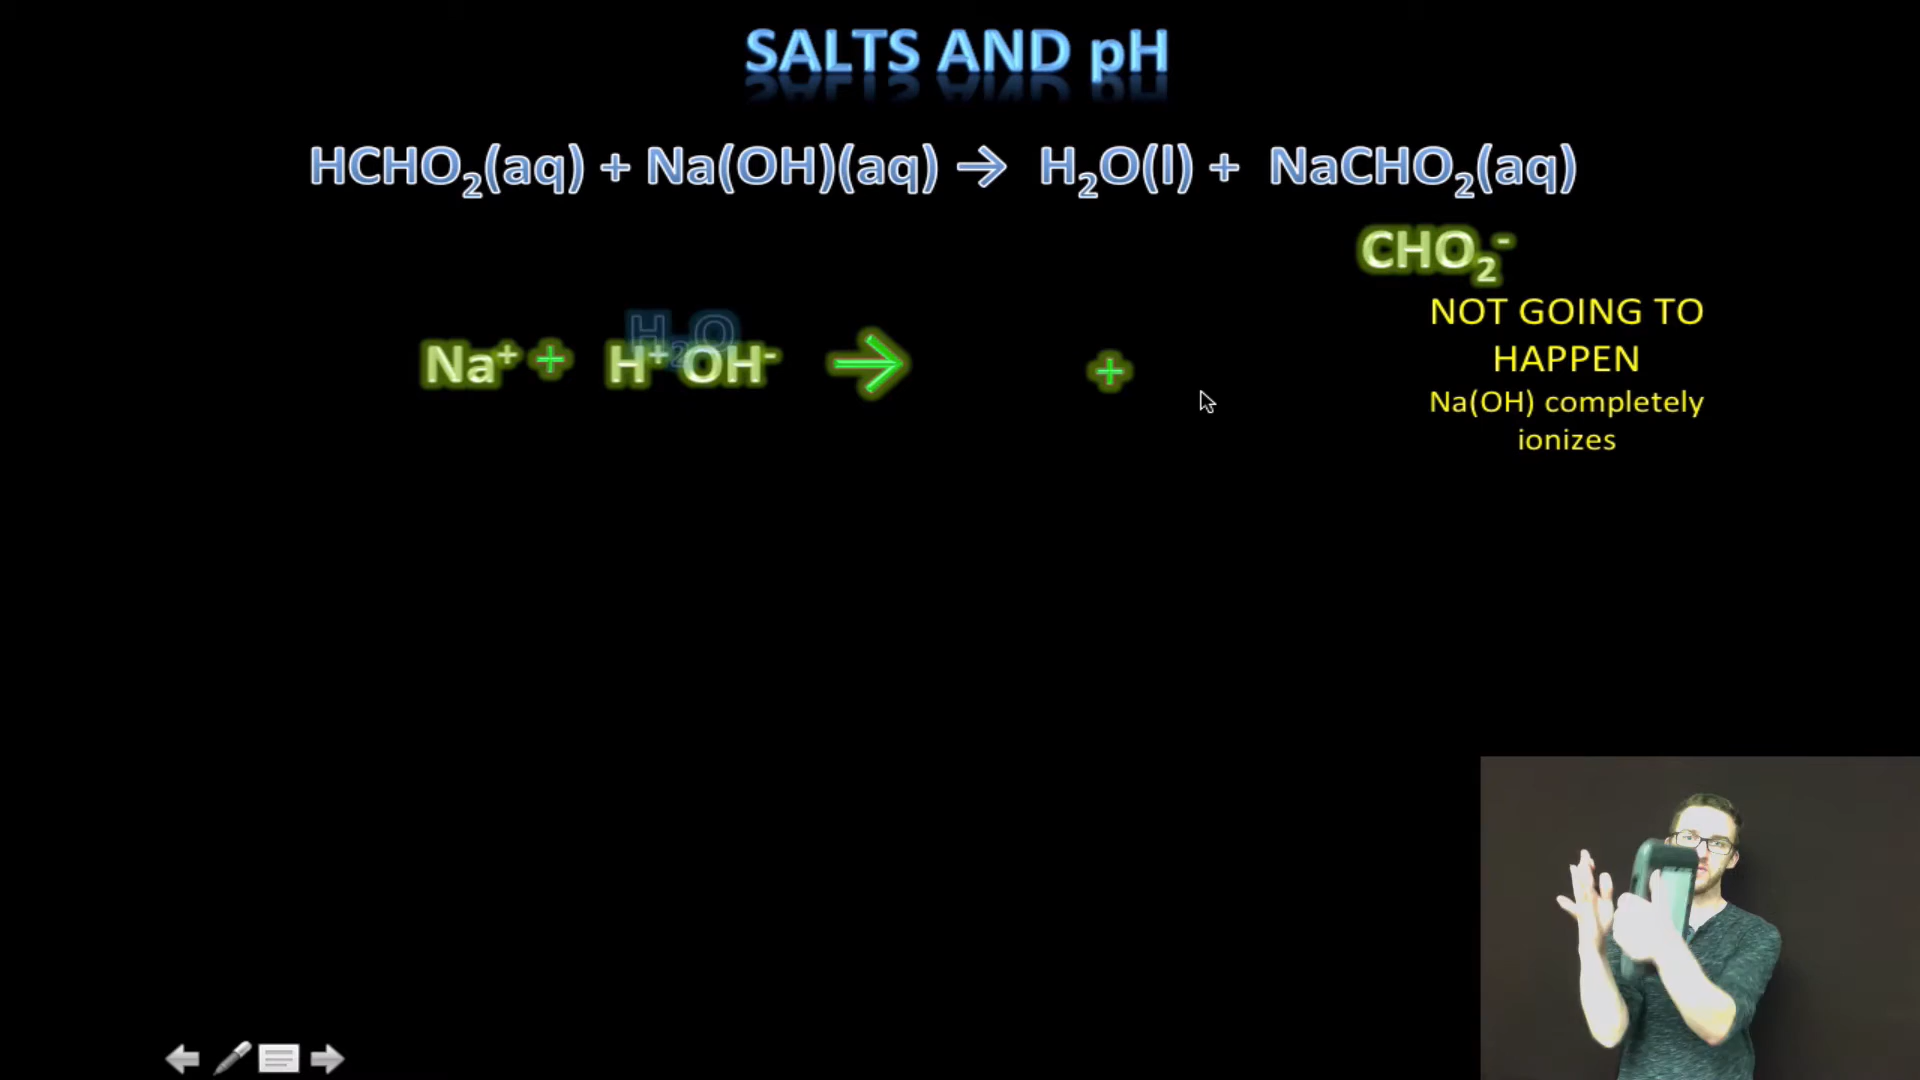 SALTS AND pH
HCHO₂(aq) + Na(OH)(aq) → H₂O(l) + NaCHO₂(aq)
CHO₂⁻
NOT GOING TO
HAPPEN
Na(OH) completely
ionizes
H₂O
Na⁺ + H⁺ OH⁻ → +